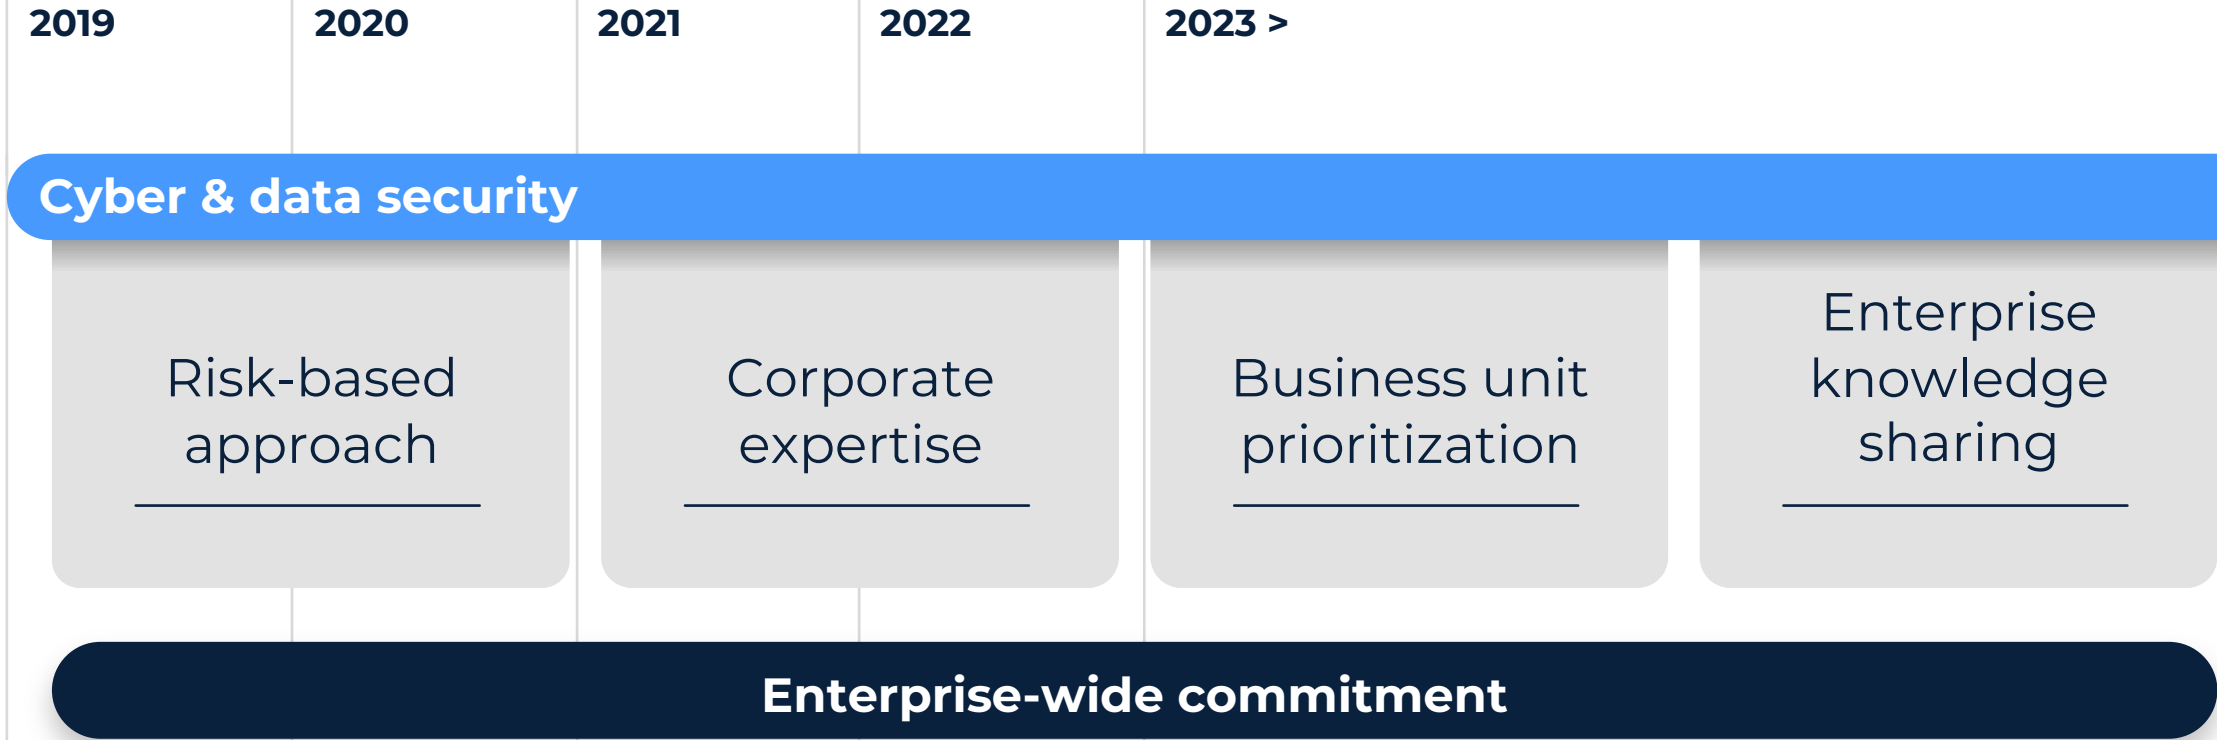 2019 2020 2021 2022 2023 >
Cyber & data security
Risk-based
approach
Corporate
expertise
Business unit
prioritization
Enterprise
knowledge
sharing
Enterprise-wide commitment